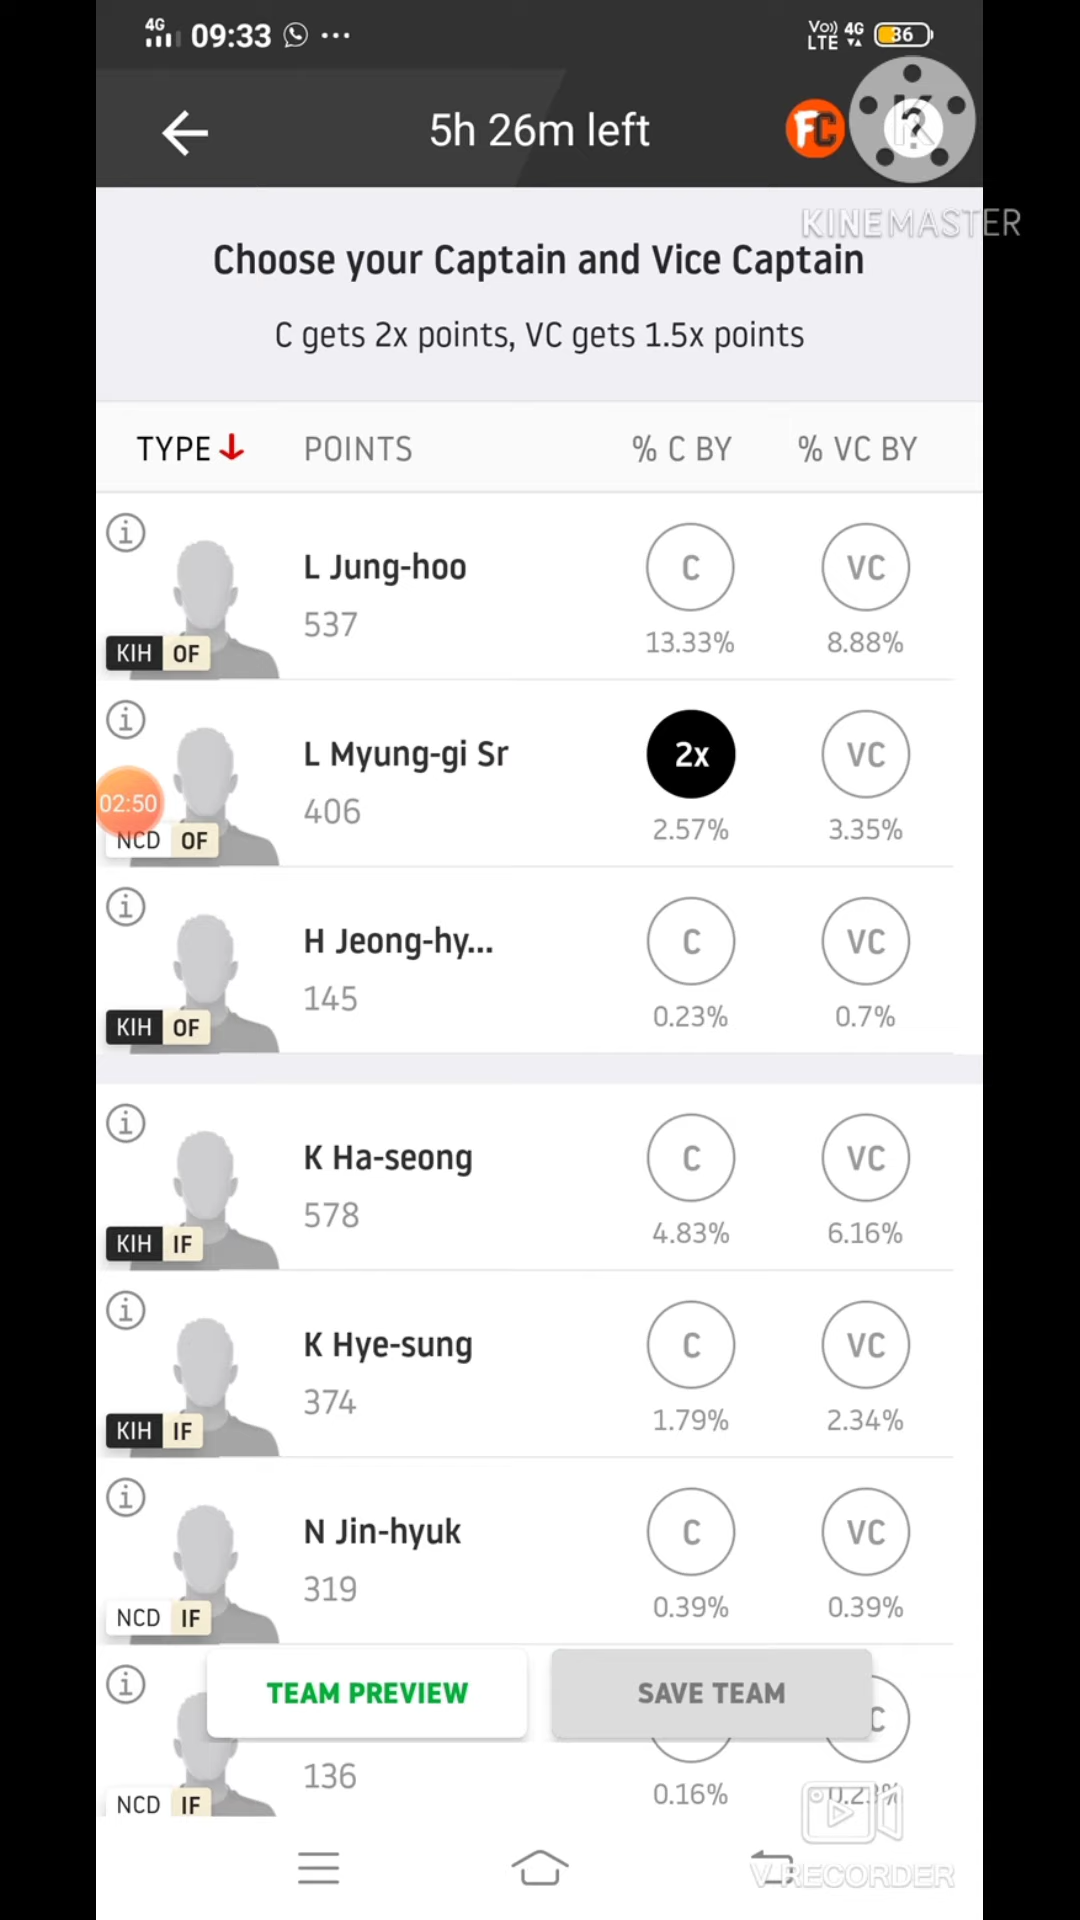 4G 09:33 ...
Vo)) LTE 4G 36
5h 26m left
FC
?
KINEMASTER
Choose your Captain and Vice Captain
C gets 2x points, VC gets 1.5x points
TYPE POINTS % C BY % VC BY
L Jung-hoo C VC
537 13.33% 8.88%
KIH OF
L Myung-gi Sr 2x VC
406 2.57% 3.35%
02:50
NCD OF
H Jeong-hy... C VC
145 0.23% 0.7%
KIH OF
K Ha-seong C VC
578 4.83% 6.16%
KIH IF
K Hye-sung C VC
374 1.79% 2.34%
KIH IF
N Jin-hyuk C VC
319 0.39% 0.39%
NCD IF
TEAM PREVIEW SAVE TEAM
136 0.16%
NCD IF
V RECORDER